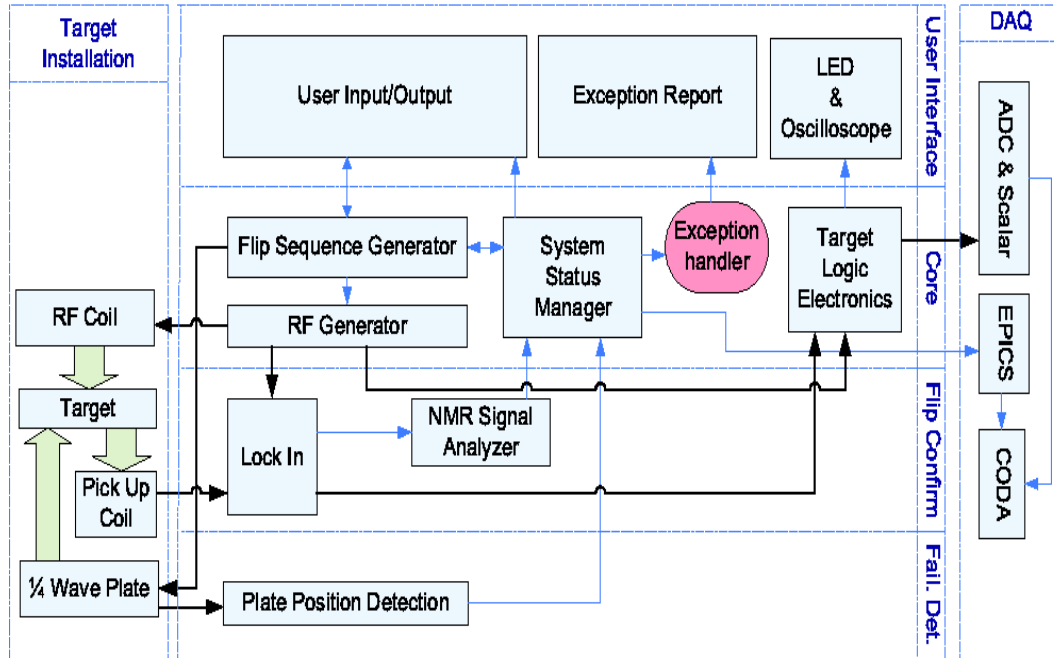 Target
Installation
User Input/Output
Exception Report
LED
&
Oscilloscope
User Interface
DAQ
ADC & Scalar
Flip Sequence Generator
System
Status
Manager
Exception
handler
Target
Logic
Electronics
Core
RF Coil
RF Generator
EPICS
Target
Lock In
NMR Signal
Analyzer
Flip Confirm
CODA
Pick Up
Coil
¼ Wave Plate
Plate Position Detection
Fail. Det.